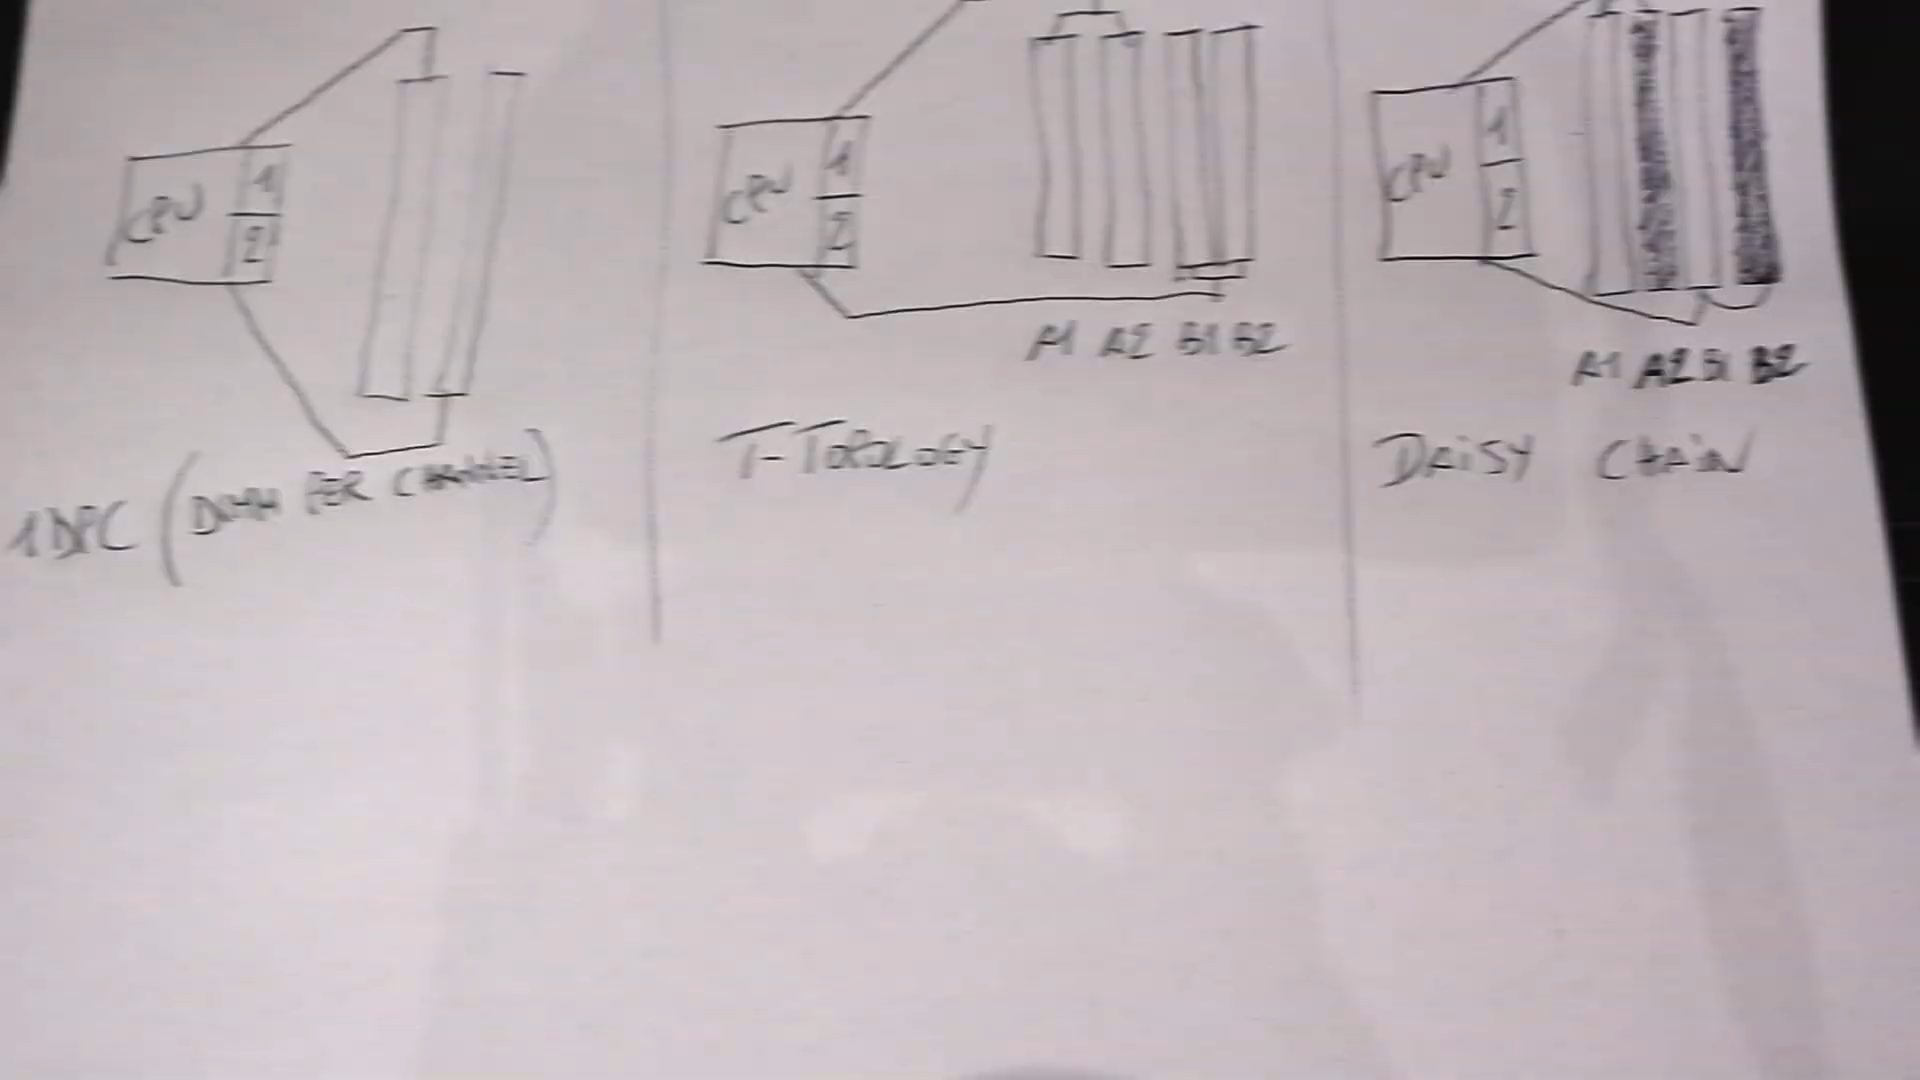 CPU 1
2
1DPC (DIMM PER CHANNEL)
CPU 1
2
A1 A2 B1 B2
T-TOPOLOGY
CPU 1
2
A1 A2 B1 B2
DAISY CHAIN